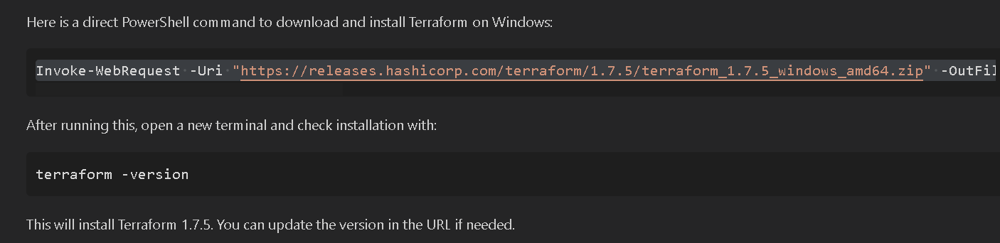 Here is a direct PowerShell command to download and install Terraform on Windows:
Invoke-WebRequest -Uri "https://releases.hashicorp.com/terraform/1.7.5/terraform_1.7.5_windows_amd64.zip" -OutFil
After running this, open a new terminal and check installation with:
terraform -version
This will install Terraform 1.7.5. You can update the version in the URL if needed.